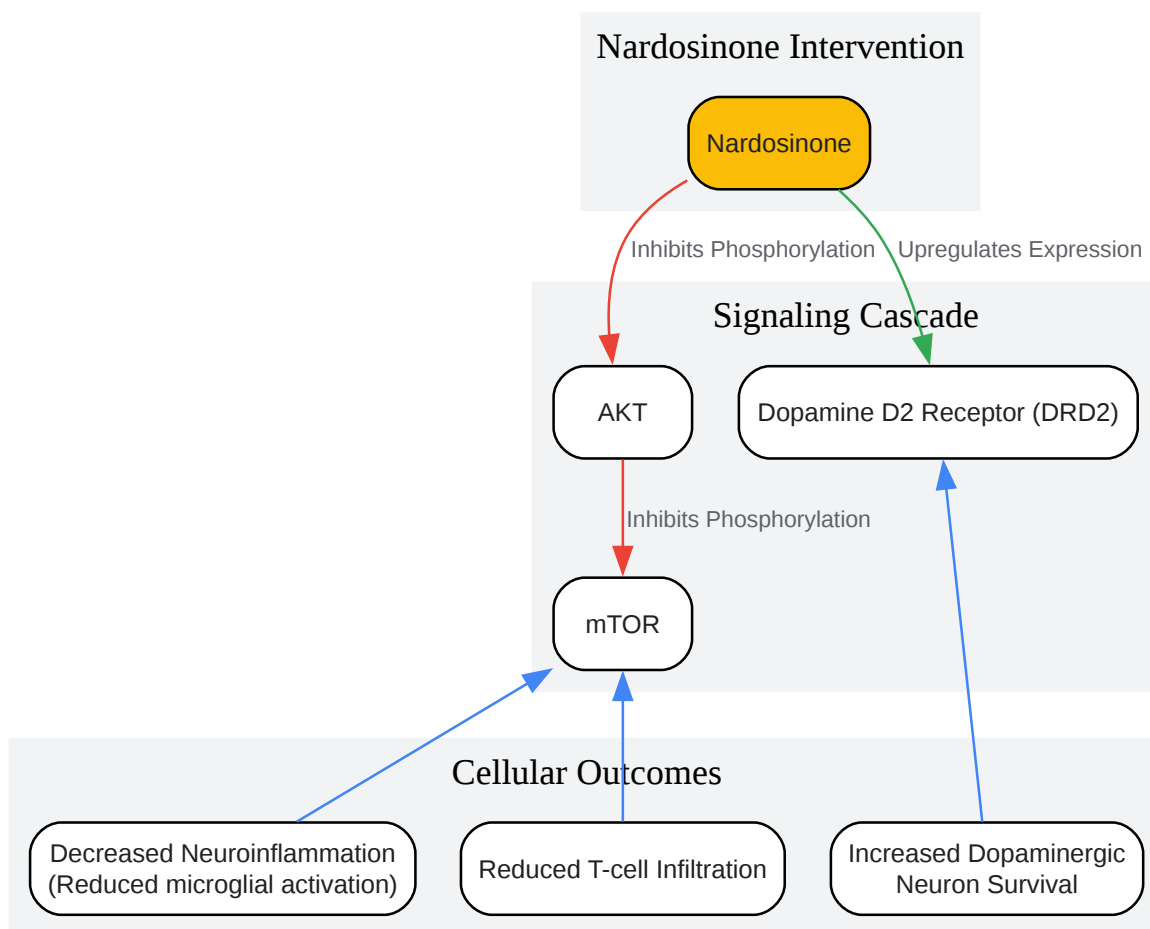 Nardosinone Intervention
Nardosinone
Inhibits Phosphorylation
Upregulates Expression
Signaling Cascade
AKT
Dopamine D2 Receptor (DRD2)
Inhibits Phosphorylation
mTOR
Cellular Outcomes
Decreased Neuroinflammation
(Reduced microglial activation)
Reduced T-cell Infiltration
Increased Dopaminergic
Neuron Survival